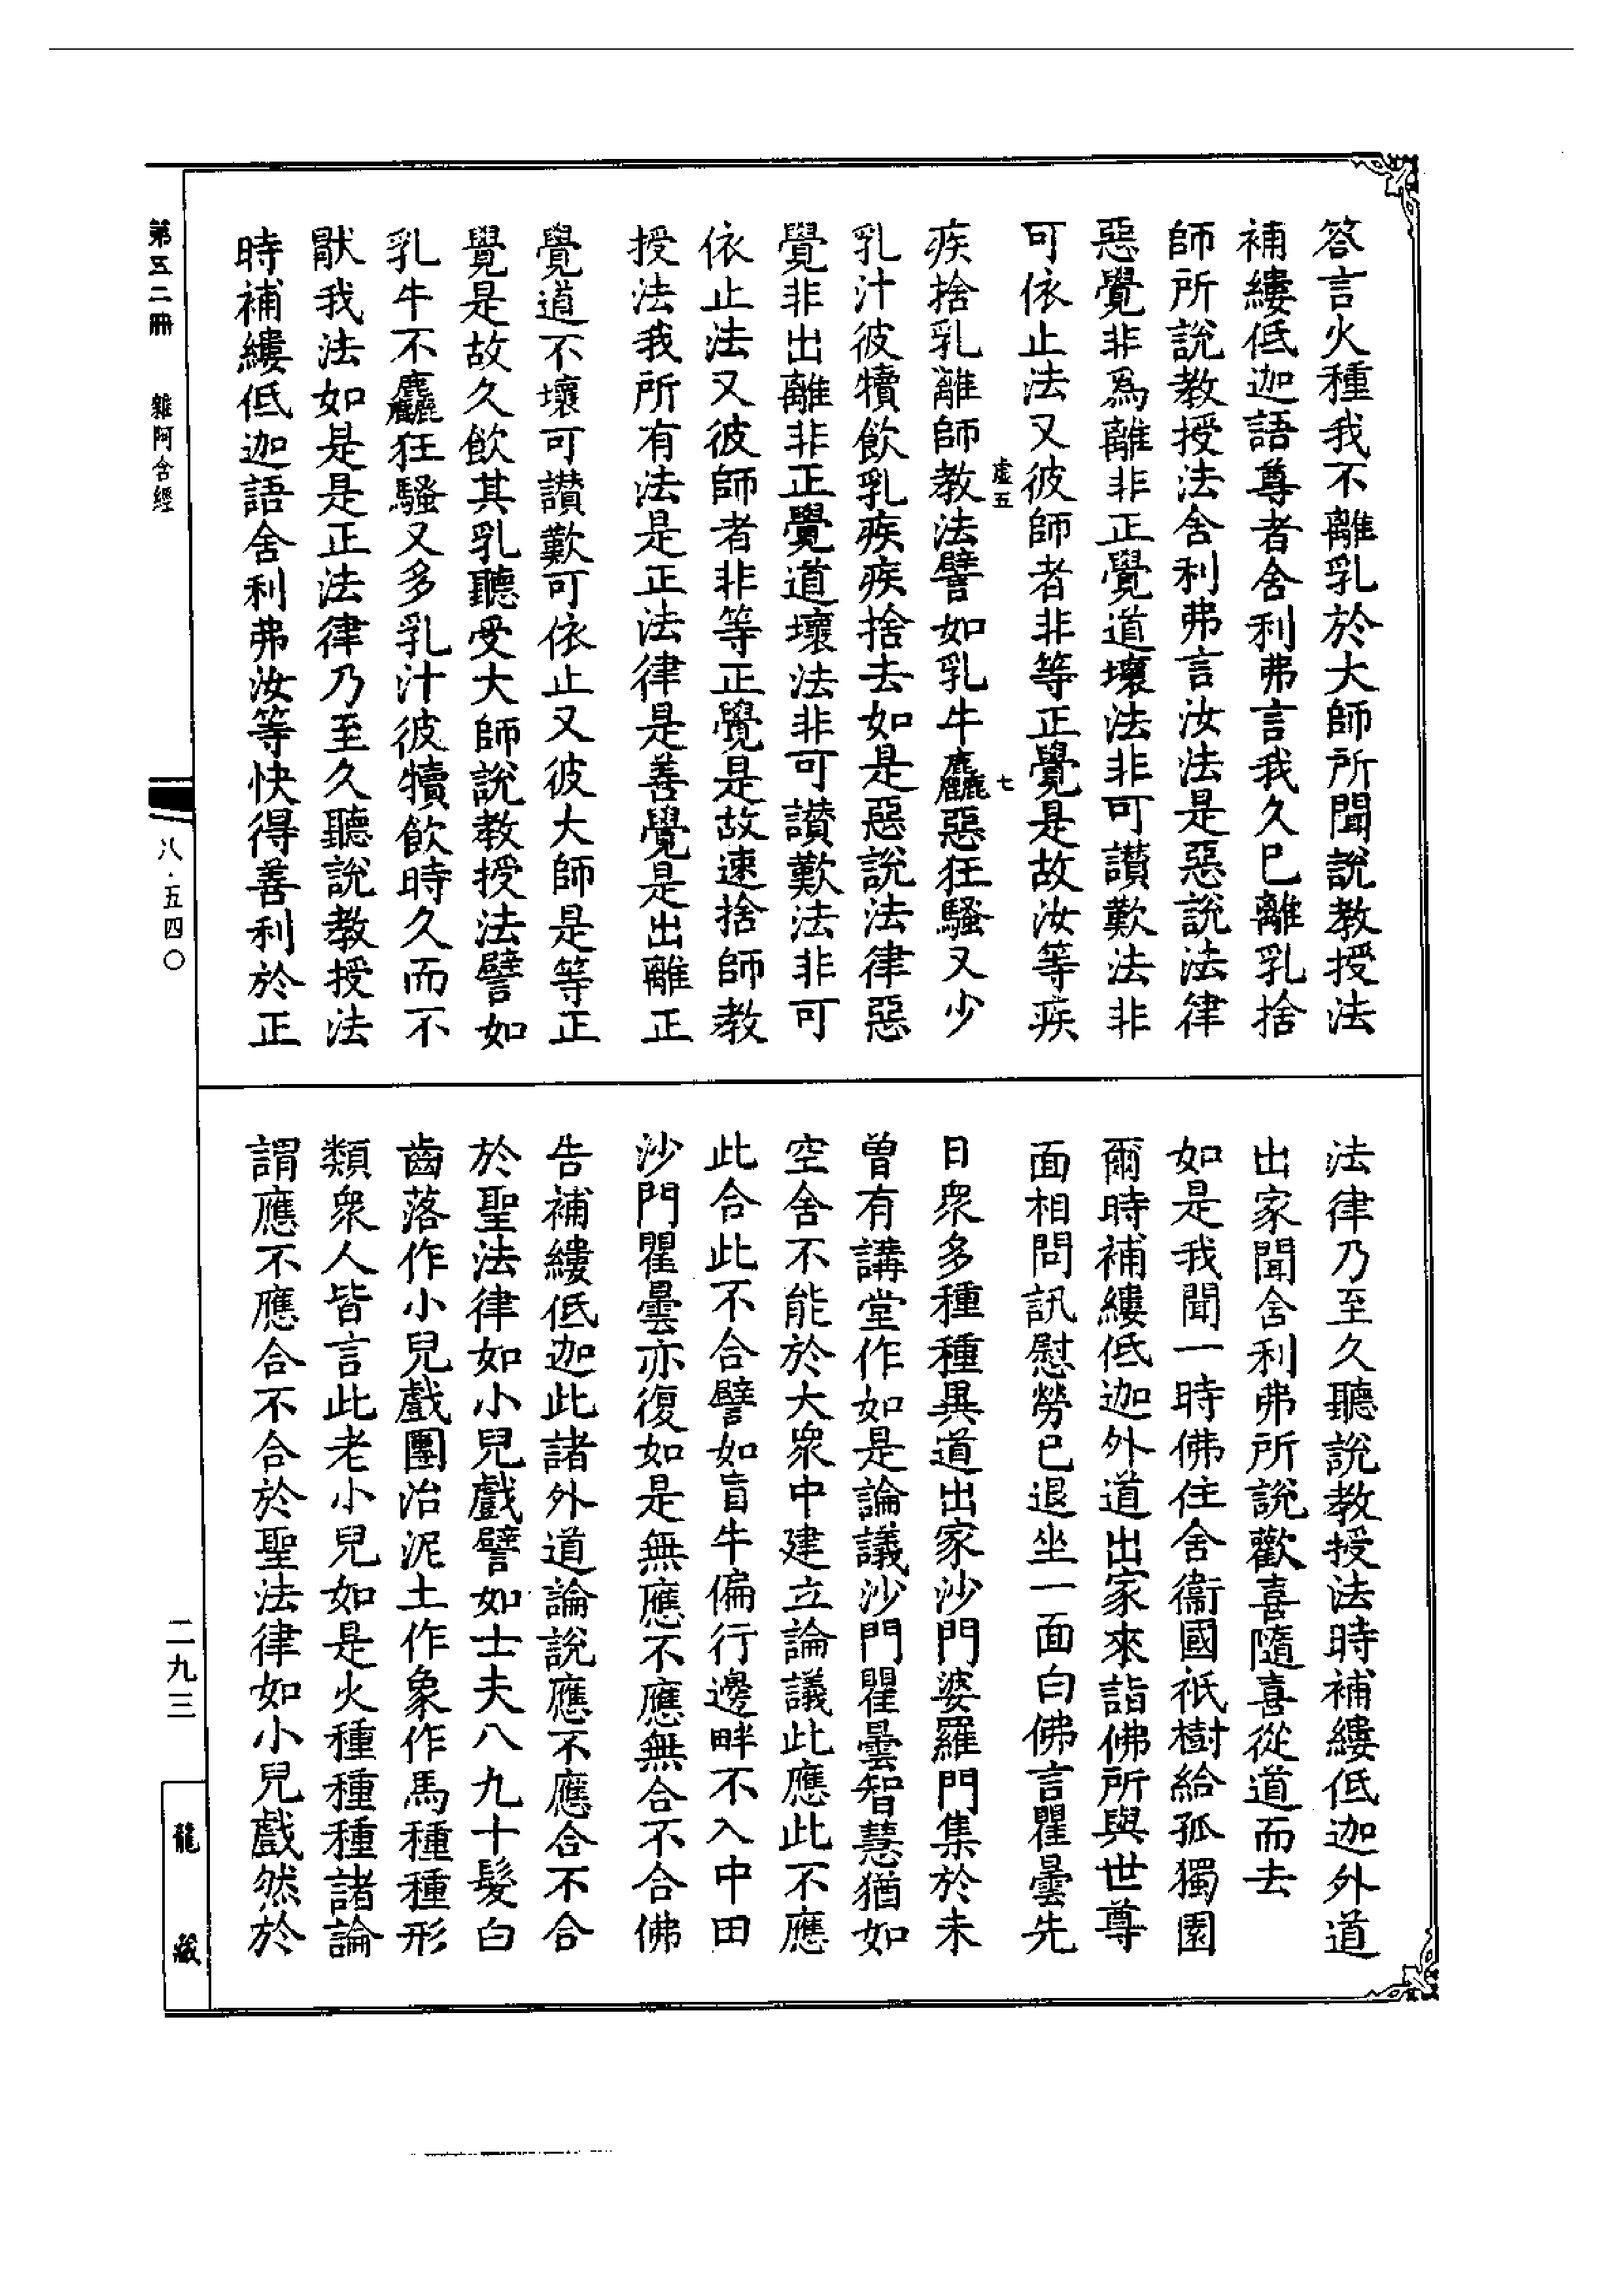 答言火種我不離乳於大師所聞說教授法
補縷低迦語尊者舍利弗言我久已離乳捨
師所說教授法舍利弗言汝法是惡說法律
惡覺非爲離非正覺道壞法非可讃歎法非
可依止法又彼師者非等正覺是故汝等疾
虛五
七
疾捨乳離師教法譬如乳牛麤惡狂騷又少
乳汁彼犢飲乳疾疾捨去如是惡說法律惡
覺非出離非正覺道壞法非可讃歎法非可
依止法又彼師者非等正覺是故速捨師教
授法我所有法是正法律是善覺是出離正
覺道不壞可讃歎可依止又彼大師是等正
覺是故久飲其乳聽受大師說教授法譬如
乳牛不麤狂騷又多乳汁彼犢飲時久而不
猒我法如是是正法律乃至久聽說教授法
時補縷低迦語舍利弗汝等快得善利於正
法律乃至久聽說教授法時補縷低迦外道
出家聞舍利弗所說歡喜隨喜從道而去
如是我聞一時佛住舍衞國祇樹給孤獨園
爾時補縷低迦外道出家來詣佛所與世尊
面相問訊慰勞已退坐一面白佛言瞿曇先
日衆多種種異道出家沙門婆羅門集於未
曾有講堂作如是論議沙門瞿曇智慧猶如
空舍不能於大衆中建立論議此應此不應
此合此不合譬如盲牛偏行邊畔不入中田
沙門瞿曇亦復如是無應不應無合不合佛
告補縷低迦此諸外道論說應不應合不合
於聖法律如小兒戲譬如士夫八九十髮白
齒落作小兒戲團治泥土作象作馬種種形
類衆人皆言此老小兒如是火種種種諸論
謂應不應合不合於聖法律如小兒戲然於
第五二冊
雜阿含經
八·五四〇
二九三
龍藏